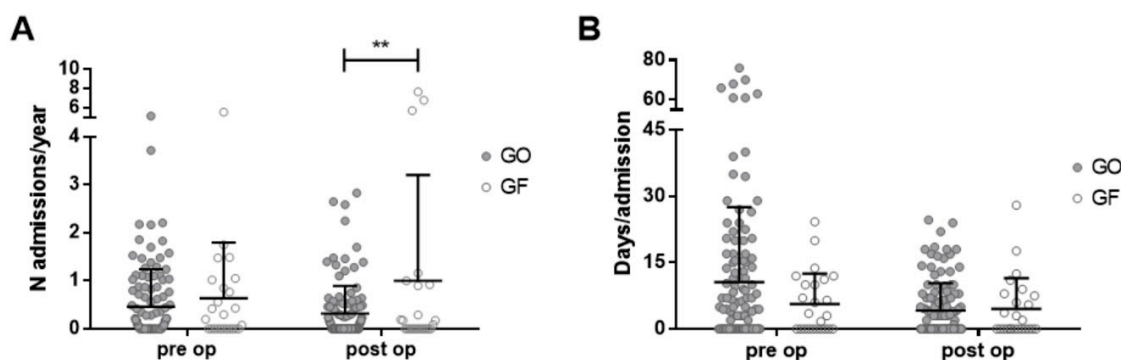 A
N admissions/year
10
8
6
4
3
2
1
0
**
pre op
post op
GO
GF
B
Days/admission
80
60
45
30
15
0
pre op
post op
GO
GF